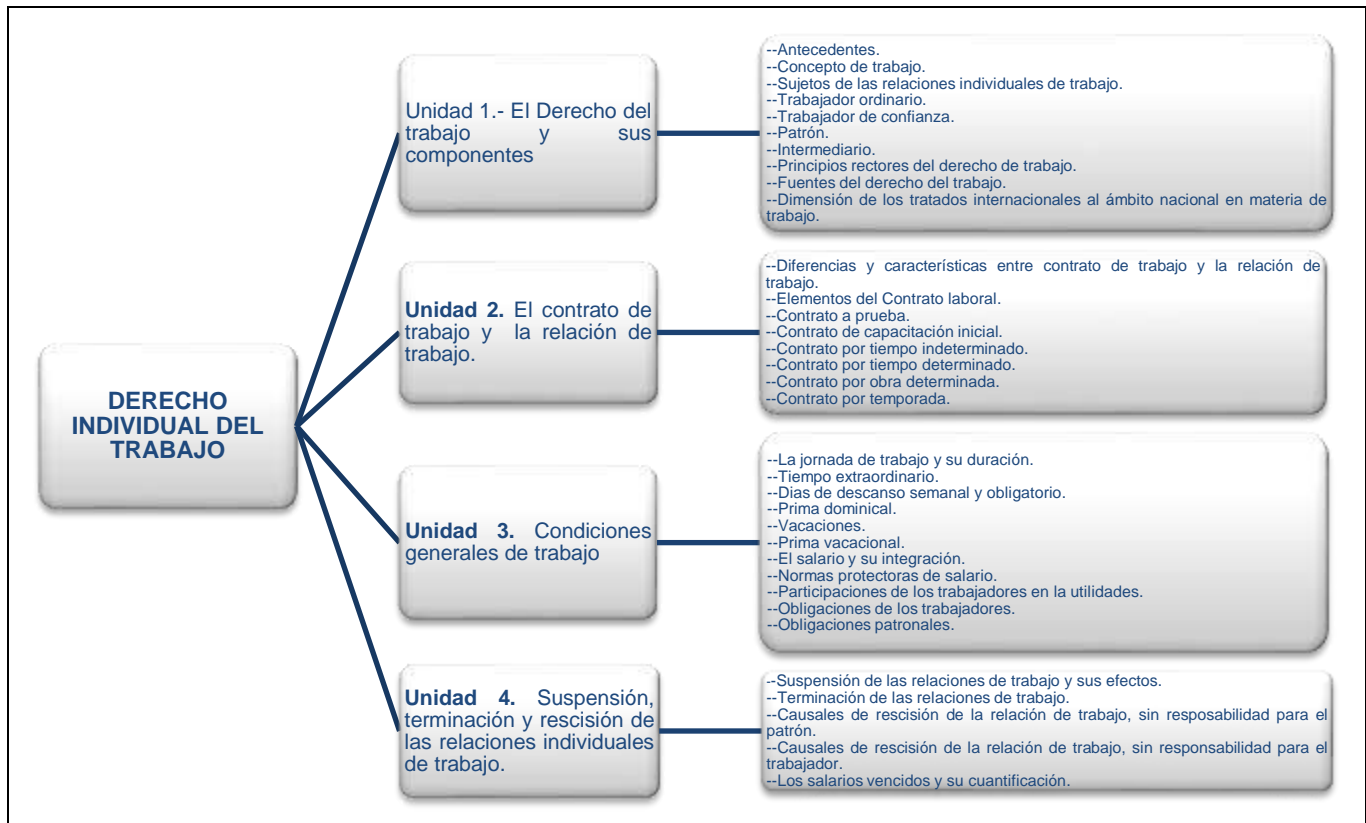 DERECHO
INDIVIDUAL DEL
TRABAJO
Unidad 1.- El Derecho del
trabajo y sus
componentes
--Antecedentes.
--Concepto de trabajo.
--Sujetos de las relaciones individuales de trabajo.
--Trabajador ordinario.
--Trabajador de confianza.
--Patrón.
--Intermediario.
--Principios rectores del derecho de trabajo.
--Fuentes del derecho del trabajo.
--Dimensión de los tratados internacionales al ámbito nacional en materia de
trabajo.
Unidad 2. El contrato de
trabajo y la relación de
trabajo.
--Diferencias y características entre contrato de trabajo y la relación de
trabajo.
--Elementos del Contrato laboral.
--Contrato a prueba.
--Contrato de capacitación inicial.
--Contrato por tiempo indeterminado.
--Contrato por tiempo determinado.
--Contrato por obra determinada.
--Contrato por temporada.
Unidad 3. Condiciones
generales de trabajo
--La jornada de trabajo y su duración.
--Tiempo extraordinario.
--Dias de descanso semanal y obligatorio.
--Prima dominical.
--Vacaciones.
--Prima vacacional.
--El salario y su integración.
--Normas protectoras de salario.
--Participaciones de los trabajadores en la utilidades.
--Obligaciones de los trabajadores.
--Obligaciones patronales.
Unidad 4. Suspensión,
terminación y rescisión de
las relaciones individuales
de trabajo.
--Suspensión de las relaciones de trabajo y sus efectos.
--Terminación de las relaciones de trabajo.
--Causales de rescisión de la relación de trabajo, sin resposabilidad para el
patrón.
--Causales de rescisión de la relación de trabajo, sin responsabilidad para el
trabajador.
--Los salarios vencidos y su cuantificación.